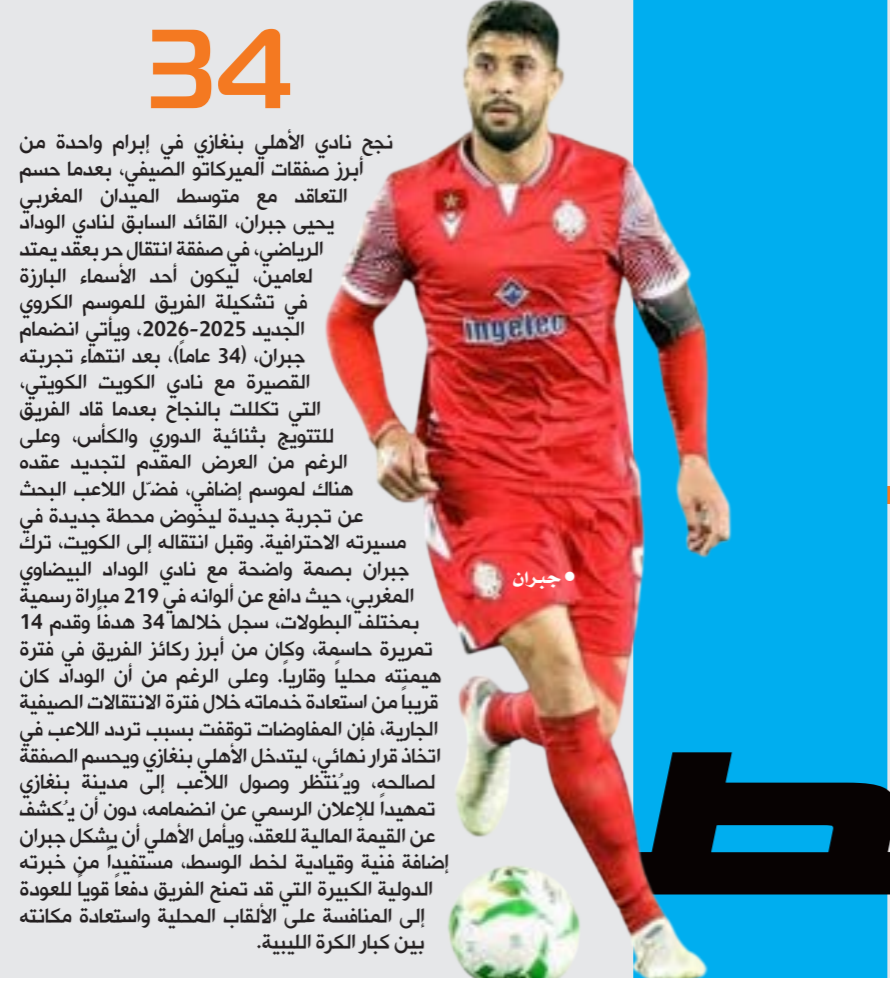 34
نجح نادي الأهلي بنغازي في إبرام واحدة من
أبرز صفقات الميركاتو الصيفي، بعدما حسم
التعاقد مع متوسط الميدان المغربي
يحيى جبران، القائد السابق لنادي الوداد
الرياضي، في صفقة انتقال حر بعقد يمتد
لعامين، ليكون أحد الأسماء البارزة
في تشكيلة الفريق للموسم الكروي
الجديد 2025-2026، ويأتي انضمام
جبران، (34 عاماً)، بعد انتهاء تجربته
القصيرة مع نادي الكويت الكويتي،
التي تكللت بالنجاح بعدما قاد الفريق
للتتويج بثنائية الدوري والكأس، وعلى
الرغم من العرض المقدم لتجديد عقده
هناك لموسم إضافي، فضّل اللاعب البحث
عن تجربة جديدة ليخوض محطة جديدة في
مسيرته الاحترافية. وقبل انتقاله إلى الكويت، ترك
جبران بصمة واضحة مع نادي الوداد البيضاوي
المغربي، حيث دافع عن ألوانه في 219 مباراة رسمية
بمختلف البطولات، سجل خلالها 34 هدفاً وقدم 14
تمريرة حاسمة، وكان من أبرز ركائز الفريق في فترة
هيمنته محلياً وقارياً. وعلى الرغم من أن الوداد كان
قريباً من استعادة خدماته خلال فترة الانتقالات الصيفية
الجارية، فإن المفاوضات توقفت بسبب تردد اللاعب في
اتخاذ قرار نهائي، ليتدخل الأهلي بنغازي ويحسم الصفقة
لصالحه، ويُنتظر وصول اللاعب إلى مدينة بنغازي
تمهيداً للإعلان الرسمي عن انضمامه، دون أن يُكشف
عن القيمة المالية للعقد، ويأمل الأهلي أن يشكل جبران
إضافة فنية وقيادية لخط الوسط، مستفيداً من خبرته
الدولية الكبيرة التي قد تمنح الفريق دفعاً قوياً للعودة
إلى المنافسة على الألقاب المحلية واستعادة مكانته
بين كبار الكرة الليبية.
ingelec
● جبران